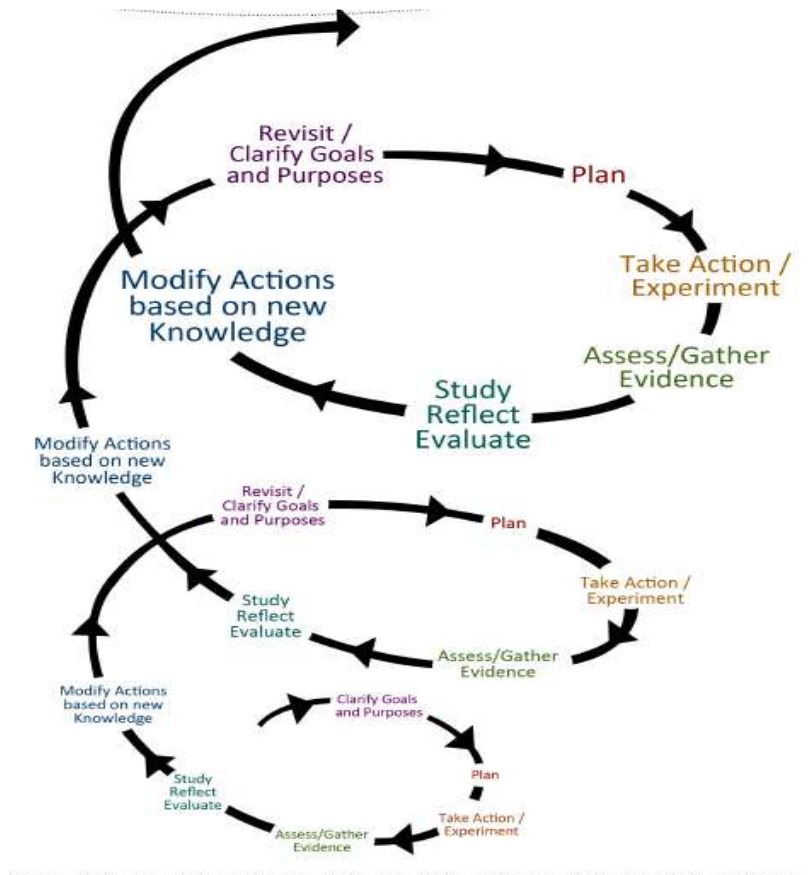 Revisit /
Clarify Goals
and Purposes
Plan
Take Action /
Experiment
Assess/Gather
Evidence
Study
Reflect
Evaluate
Modify Actions
based on new
Knowledge
Modify Actions
based on new
Knowledge
Revisit /
Clarify Goals
and Purposes
Plan
Take Action /
Experiment
Assess/Gather
Evidence
Study
Reflect
Evaluate
Modify Actions
based on new
Knowledge
Clarify Goals
and Purposes
Plan
Take Action /
Experiment
Assess/Gather
Evidence
Study
Reflect
Evaluate